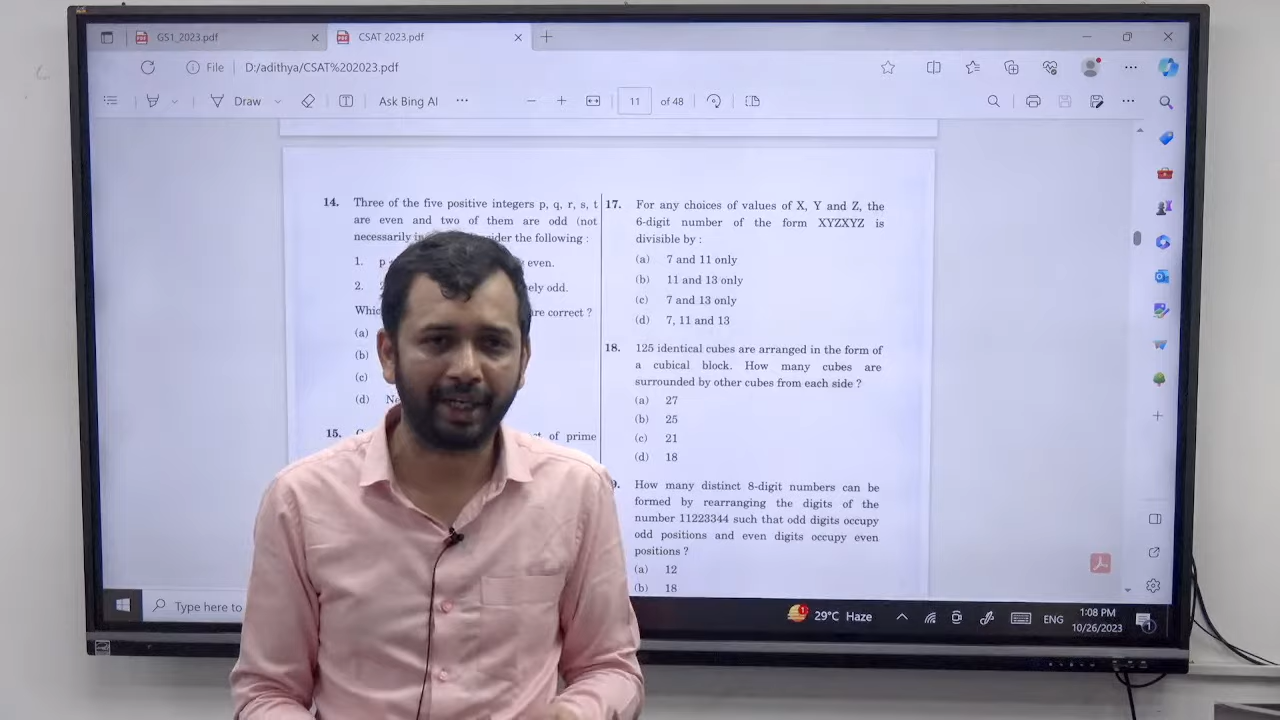 GS1_2023.pdf
CSAT 2023.pdf
File D:/adithya/CSAT%202023.pdf
Draw Ask Bing AI 11 of 48
14. Three of the five positive integers p, q, r, s, t
are even and two of them are odd (not
necessarily in order). Consider the following :
1. p even.
2. odd.
are correct ?
(a)
(b)
(c)
(d)
15. of prime
17. For any choices of values of X, Y and Z, the
6-digit number of the form XYZXYZ is
divisible by :
(a) 7 and 11 only
(b) 11 and 13 only
(c) 7 and 13 only
(d) 7, 11 and 13
18. 125 identical cubes are arranged in the form of
a cubical block. How many cubes are
surrounded by other cubes from each side ?
(a) 27
(b) 25
(c) 21
(d) 18
How many distinct 8-digit numbers can be
formed by rearranging the digits of the
number 11223344 such that odd digits occupy
odd positions and even digits occupy even
positions ?
(a) 12
(b) 18
Type here to
29°C Haze ENG 1:08 PM
10/26/2023